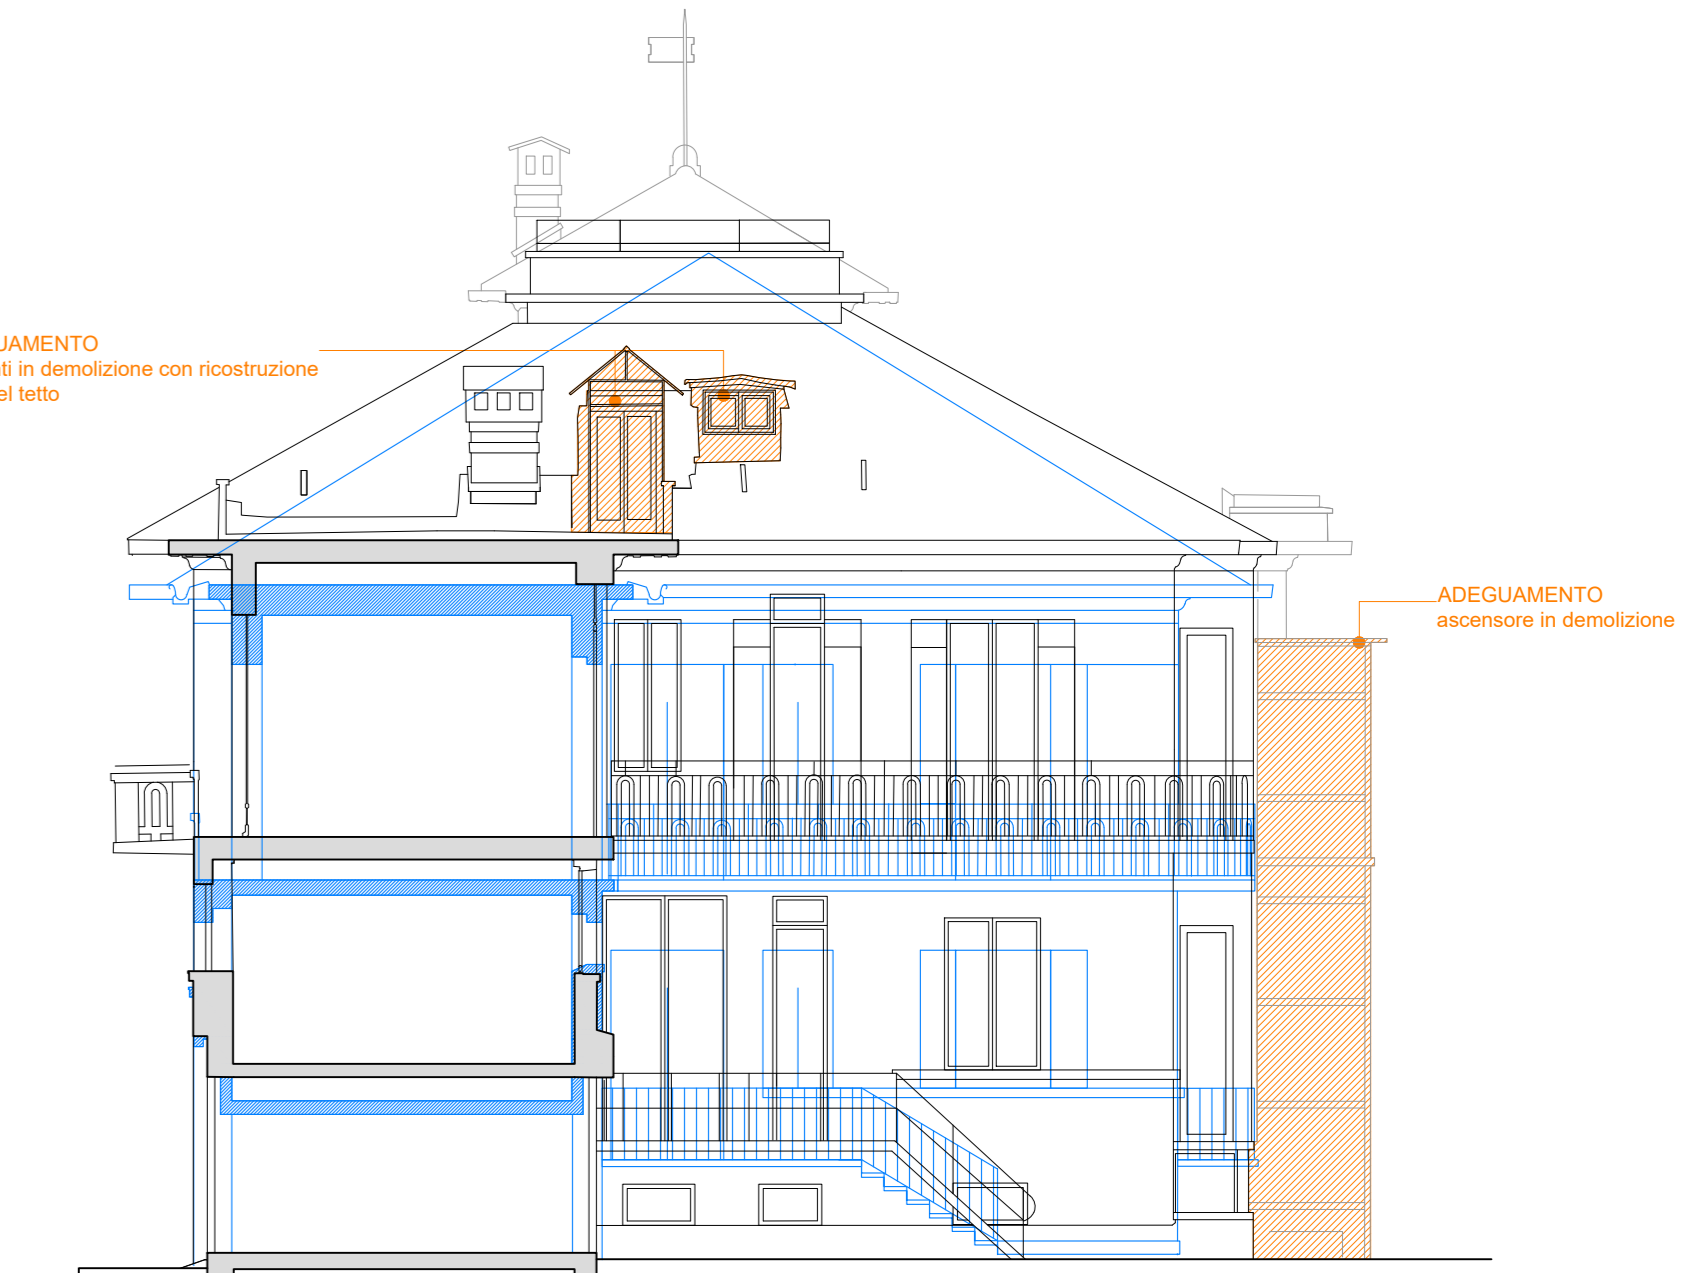 UAMENTO
ti in demolizione con ricostruzione
el tetto
ADEGUAMENTO
ascensore in demolizione